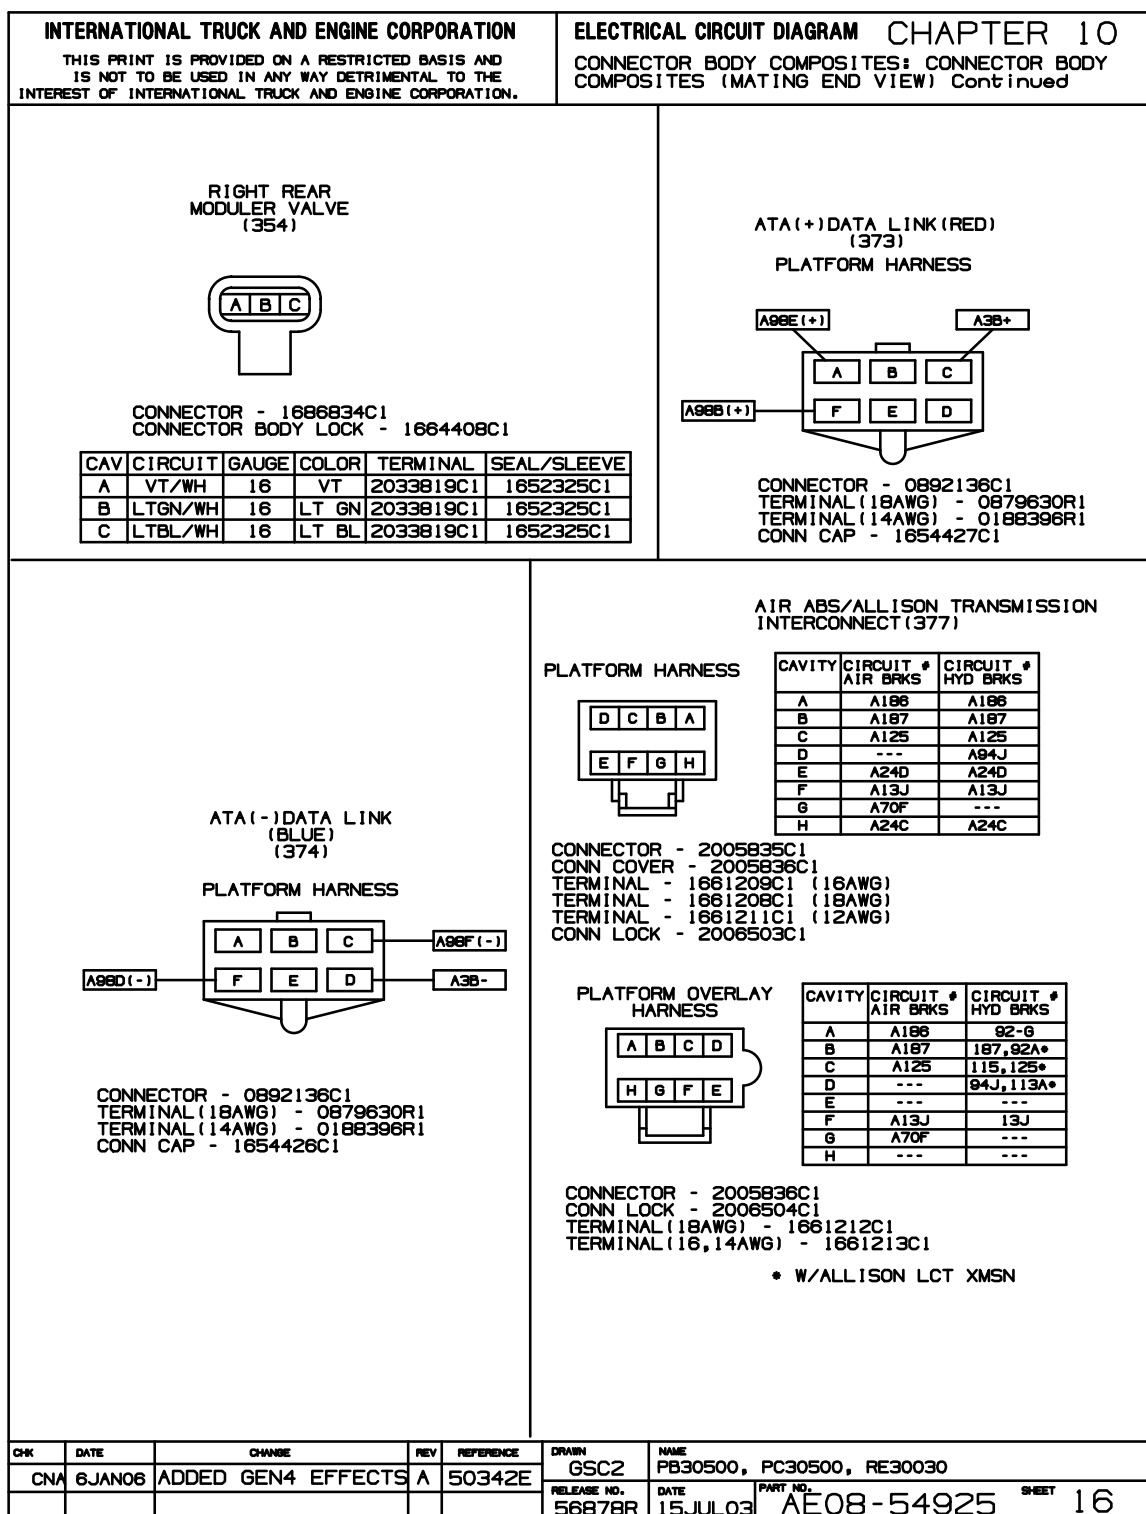 INTERNATIONAL TRUCK AND ENGINE CORPORATION
THIS PRINT IS PROVIDED ON A RESTRICTED BASIS AND
IS NOT TO BE USED IN ANY WAY DETRIMENTAL TO THE
INTEREST OF INTERNATIONAL TRUCK AND ENGINE CORPORATION.
ELECTRICAL CIRCUIT DIAGRAM CHAPTER 10
CONNECTOR BODY COMPOSITES: CONNECTOR BODY
COMPOSITES (MATING END VIEW) Continued
RIGHT REAR
MODULER VALVE
(354)
A B C
CONNECTOR - 1686834C1
CONNECTOR BODY LOCK - 1664408C1
CAV CIRCUIT GAUGE COLOR TERMINAL SEAL/SLEEVE
A VT/WH 16 VT 2033819C1 1652325C1
B LTGN/WH 16 LT GN 2033819C1 1652325C1
C LTBL/WH 16 LT BL 2033819C1 1652325C1
ATA(+)DATA LINK(RED)
(373)
PLATFORM HARNESS
A98E(+) A3B+
A B C
A98B(+) F E D
CONNECTOR - 0892136C1
TERMINAL(18AWG) - 0879630R1
TERMINAL(14AWG) - 0188396R1
CONN CAP - 1654427C1
ATA(-)DATA LINK
(BLUE)
(374)
PLATFORM HARNESS
A B C A98F(-)
A98D(-) F E D A3B-
CONNECTOR - 0892136C1
TERMINAL(18AWG) - 0879630R1
TERMINAL(14AWG) - 0188396R1
CONN CAP - 1654426C1
AIR ABS/ALLISON TRANSMISSION
INTERCONNECT(377)
PLATFORM HARNESS
D C B A
E F G H
CAVITY CIRCUIT # AIR BRKS CIRCUIT # HYD BRKS
A A186 A186
B A187 A187
C A125 A125
D --- A94J
E A24D A24D
F A13J A13J
G A70F ---
H A24C A24C
CONNECTOR - 2005835C1
CONN COVER - 2005836C1
TERMINAL - 1661209C1 (16AWG)
TERMINAL - 1661208C1 (18AWG)
TERMINAL - 1661211C1 (12AWG)
CONN LOCK - 2006503C1
PLATFORM OVERLAY
HARNESS
A B C D
H G F E
CAVITY CIRCUIT # AIR BRKS CIRCUIT # HYD BRKS
A A186 92-G
B A187 187,92A*
C A125 115,125*
D --- 94J,113A*
E --- ---
F A13J 13J
G A70F ---
H --- ---
CONNECTOR - 2005836C1
CONN LOCK - 2006504C1
TERMINAL(18AWG) - 1661212C1
TERMINAL(16,14AWG) - 1661213C1
* W/ALLISON LCT XMSN
CHK DATE CHANGE REV REFERENCE
CNA 6JAN06 ADDED GEN4 EFFECTS A 50342E
DRAWN GSC2
NAME PB30500, PC30500, RE30030
RELEASE NO. 56878R
DATE 15JUL03
PART NO. AE08-54925
SHEET 16